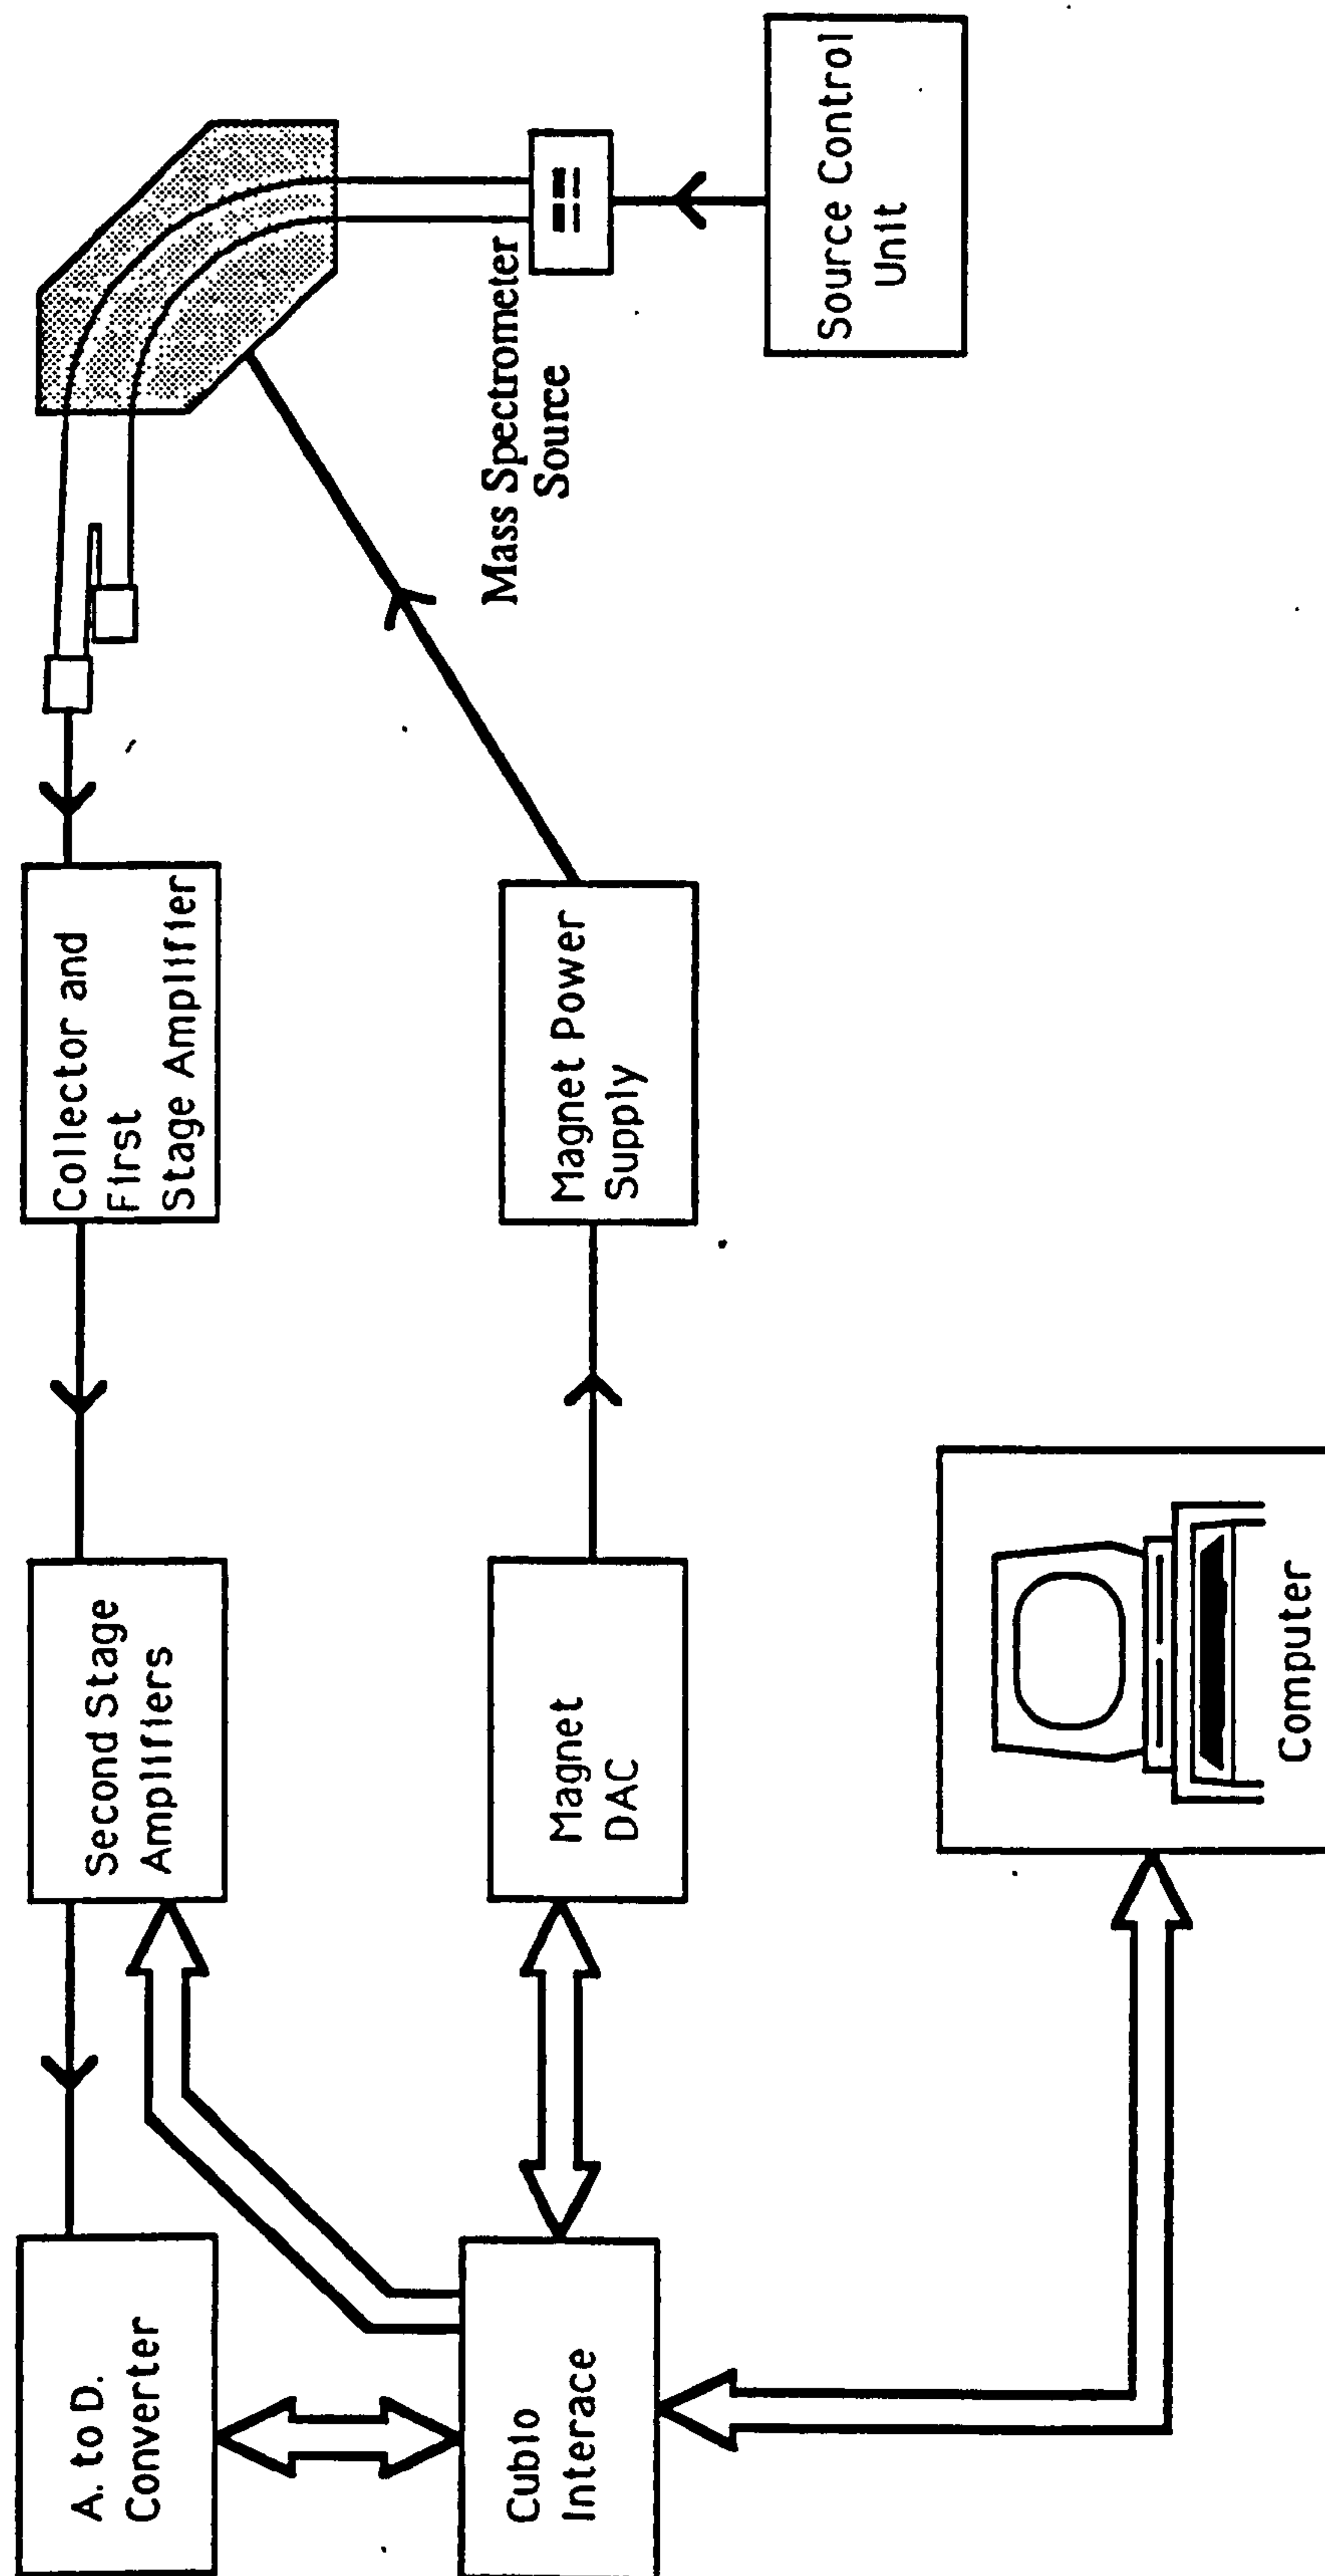 A. to D.
Converter
Second Stage
Amplifiers
Collector and
First
Stage Amplifier
Cubio
Interace
Magnet
DAC
Magnet Power
Supply
Mass Spectrometer
Source
Source Control
Unit
Computer